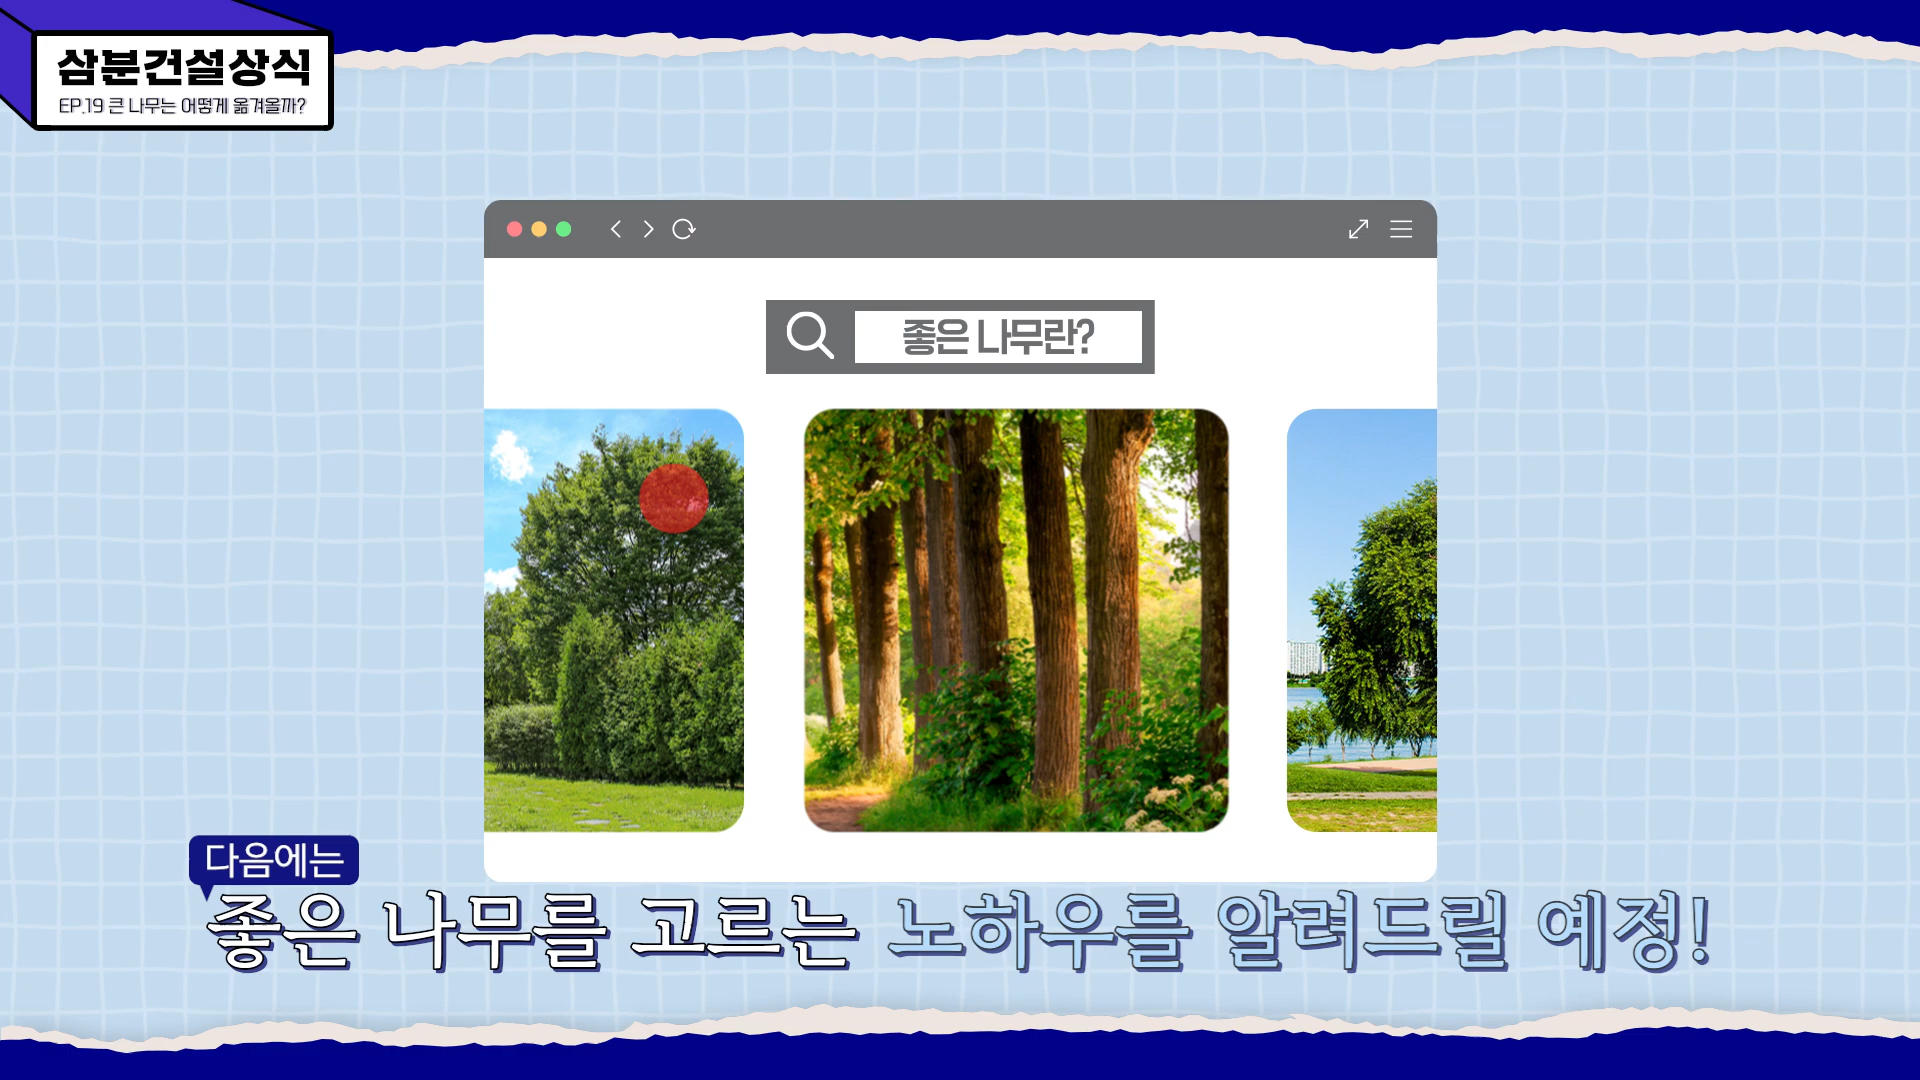 삼분건설상식
EP.19 큰 나무는 어떻게 옮겨올까?
좋은 나무란?
다음에는
좋은 나무를 고르는 노하우를 알려드릴 예정!